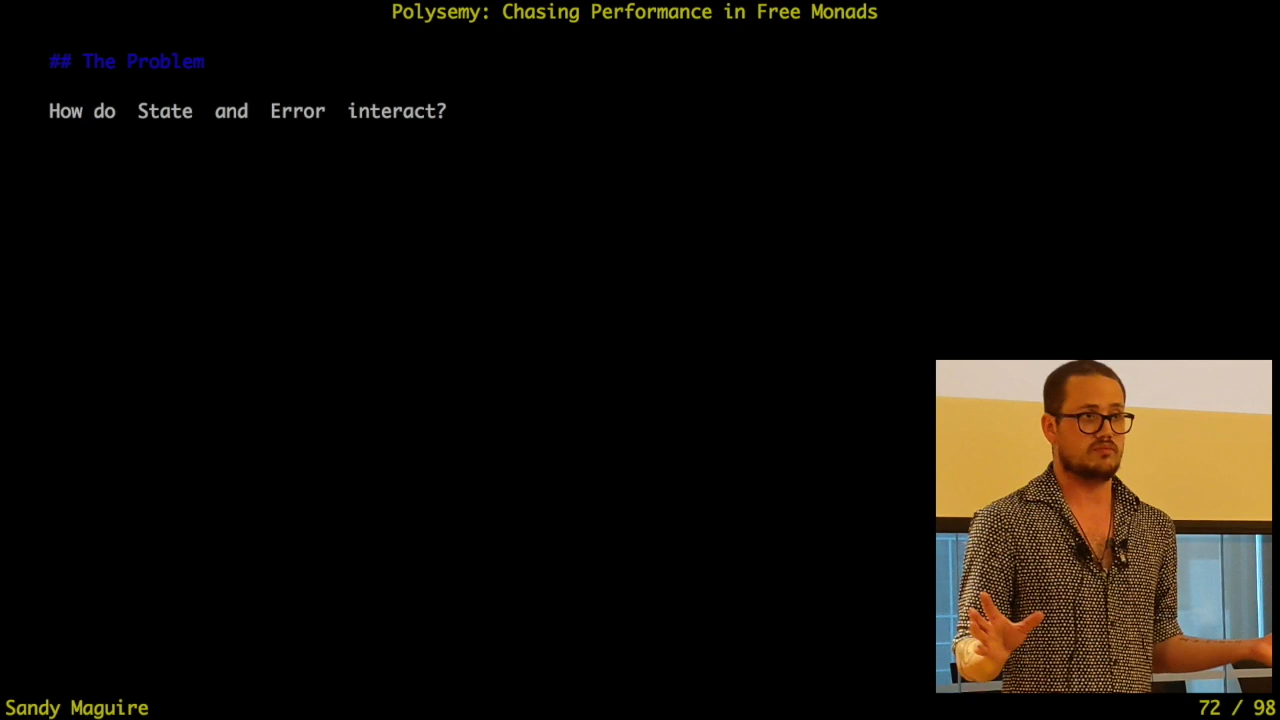 Polysemy: Chasing Performance in Free Monads
## The Problem
How do State and Error interact?
Sandy Maguire
72 / 98